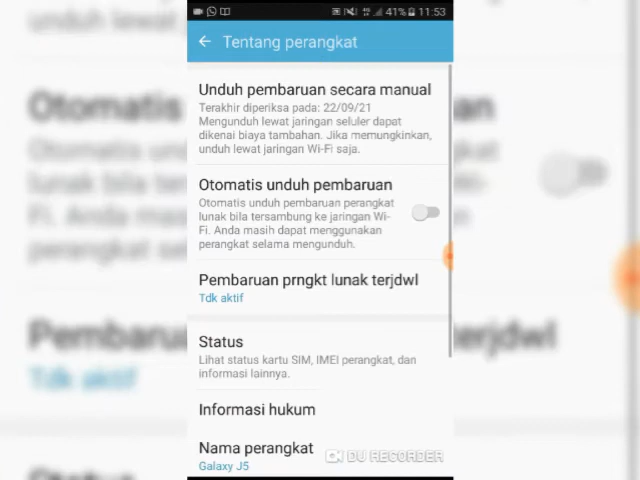 41% 11:53
Tentang perangkat
Unduh pembaruan secara manual
Terakhir diperiksa pada: 22/09/21
Mengunduh lewat jaringan seluler dapat
dikenai biaya tambahan. Jika memungkinkan,
unduh lewat jaringan Wi-Fi saja.
Otomatis unduh pembaruan
Otomatis unduh pembaruan perangkat
lunak bila tersambung ke jaringan Wi-
Fi. Anda masih dapat menggunakan
perangkat selama mengunduh.
Pembaruan prngkt lunak terjdwl
Tdk aktif
Status
Lihat status kartu SIM, IMEI perangkat, dan
informasi lainnya.
Informasi hukum
Nama perangkat
Galaxy J5
DU RECORDER